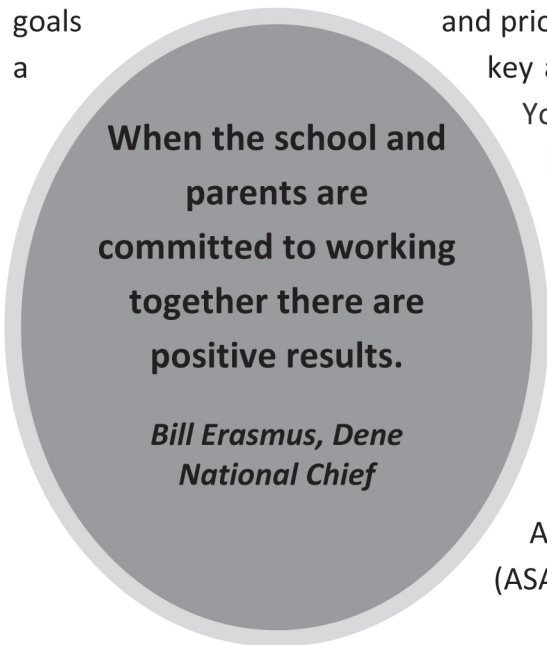 goals
and prio
a
key a
Yo
When the school and
parents are
committed to working
together there are
positive results.
Bill Erasmus, Dene
National Chief
A
(ASA